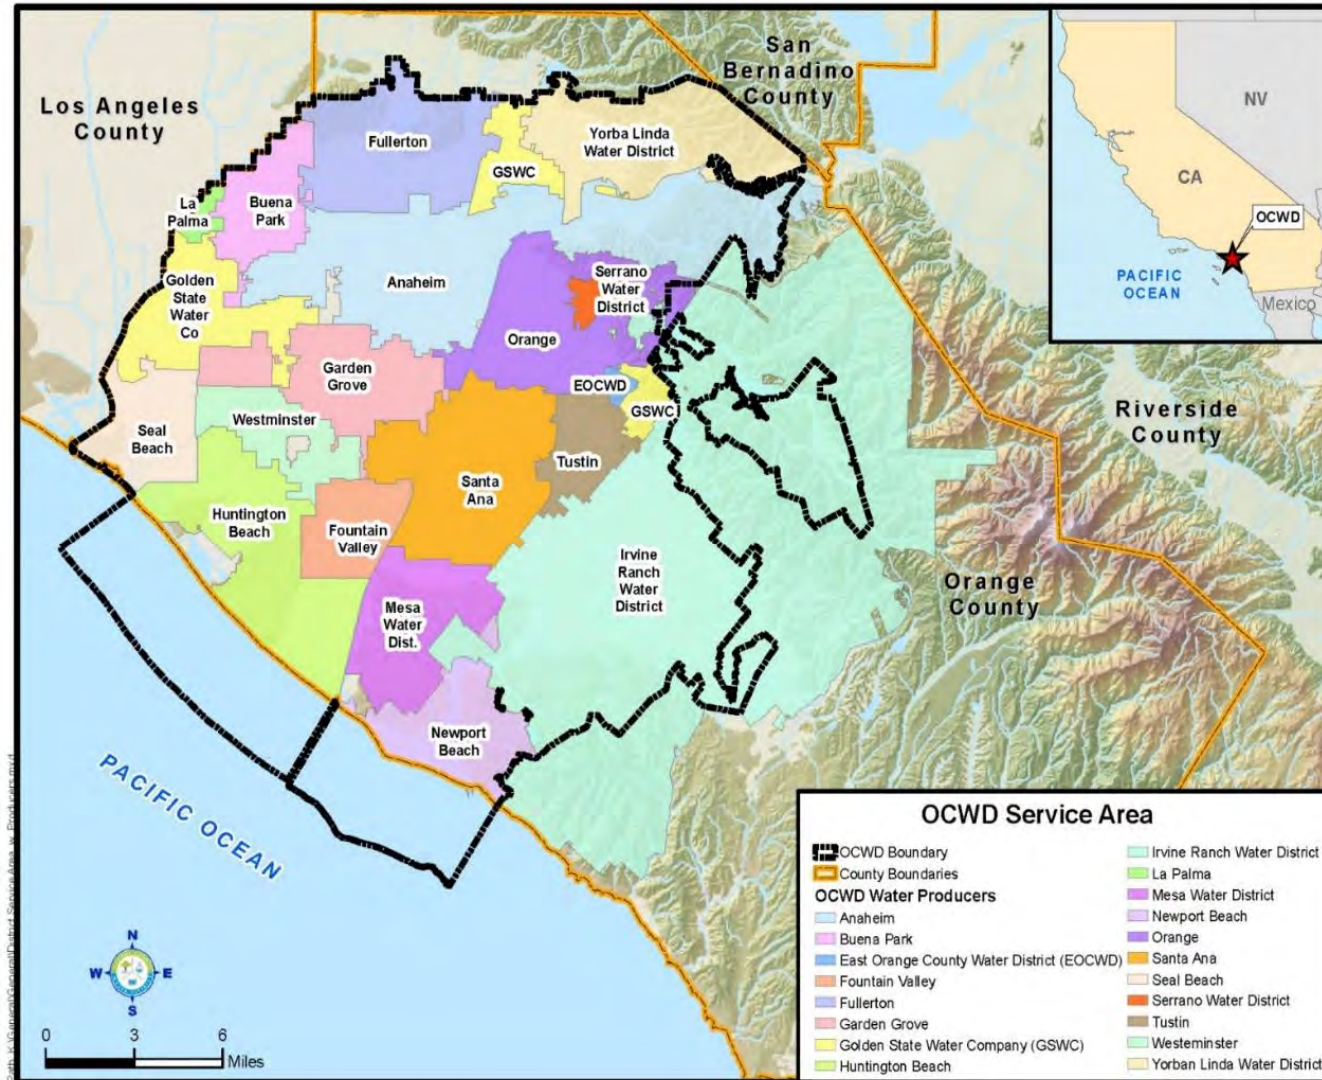 San
Bernadino
County
Los Angeles
County
NV
CA
OCWD
PACIFIC
OCEAN
Mexico
Fullerton
Yorba Linda
Water District
GSWC
La
Palma
Buena
Park
Golden
State
Water
Co
Anaheim
Serrano
Water
District
Orange
Garden
Grove
EOCWD
GSWC
Westminster
Seal
Beach
Tustin
Santa
Ana
Huntington
Beach
Fountain
Valley
Irvine
Ranch
Water
District
Riverside
County
Orange
County
Mesa
Water
Dist.
Newport
Beach
PACIFIC OCEAN
N
W
E
S
0
3
6
Miles
OCWD Service Area
OCWD Boundary
County Boundaries
OCWD Water Producers
Anaheim
Buena Park
East Orange County Water District (EOCWD)
Fountain Valley
Fullerton
Garden Grove
Golden State Water Company (GSWC)
Huntington Beach
Irvine Ranch Water District
La Palma
Mesa Water District
Newport Beach
Orange
Santa Ana
Seal Beach
Serrano Water District
Tustin
Westeminster
Yorban Linda Water District